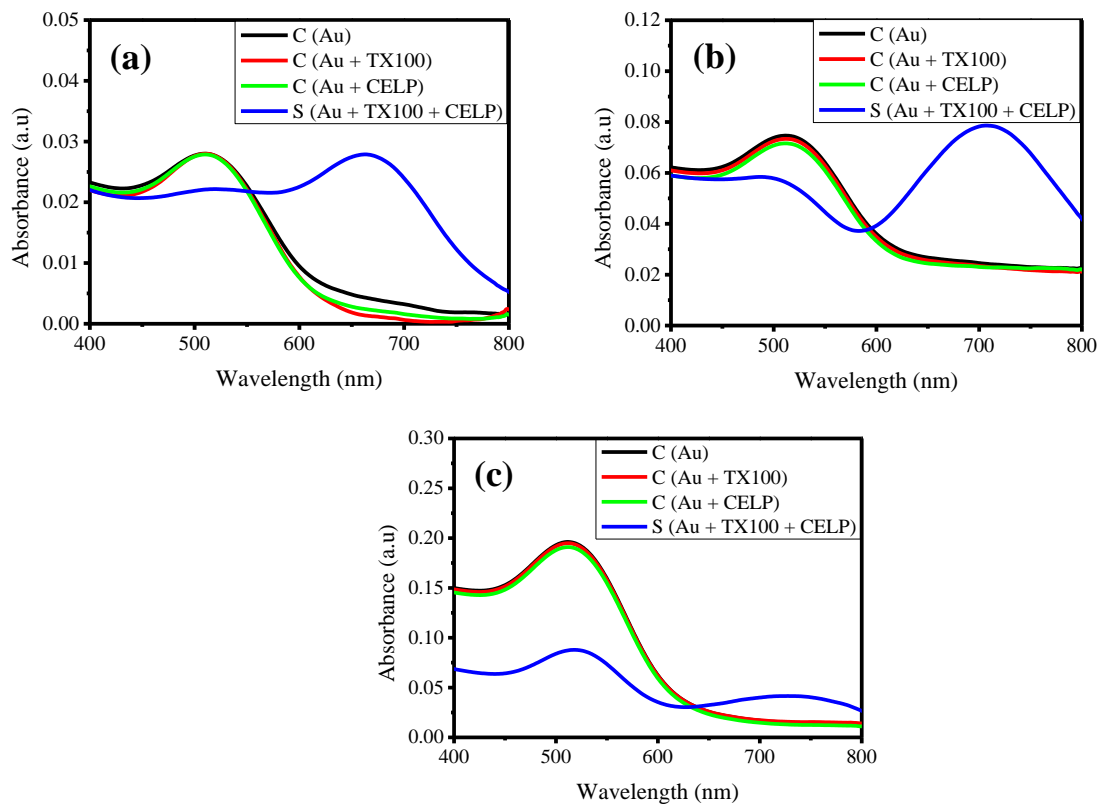 (a)
C (Au)
C (Au + TX100)
C (Au + CELP)
S (Au + TX100 + CELP)
0.05
0.04
0.03
0.02
0.01
0.00
Absorbance (a.u)
400 500 600 700 800
Wavelength (nm)
(b)
C (Au)
C (Au + TX100)
C (Au + CELP)
S (Au + TX100 + CELP)
0.12
0.10
0.08
0.06
0.04
0.02
0.00
Absorbance (a.u)
400 500 600 700 800
Wavelength (nm)
(c)
C (Au)
C (Au + TX100)
C (Au + CELP)
S (Au + TX100 + CELP)
0.30
0.25
0.20
0.15
0.10
0.05
0.00
Absorbance (a.u)
400 500 600 700 800
Wavelength (nm)